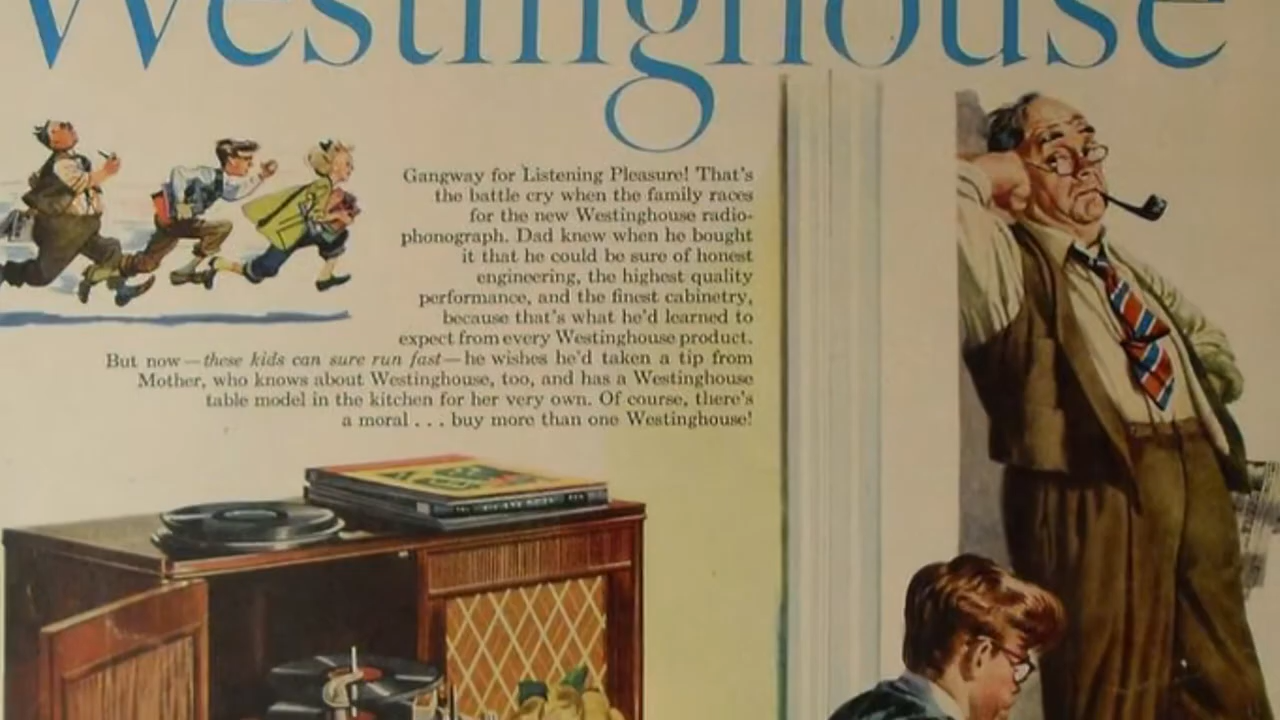 Westinghouse
Gangway for Listening Pleasure! That's
the battle cry when the family races
for the new Westinghouse radio-
phonograph. Dad knew when he bought
it that he could be sure of honest
engineering, the highest quality
performance, and the finest cabinetry,
because that's what he'd learned to
expect from every Westinghouse product.
But now—these kids can sure run fast—he wishes he'd taken a tip from
Mother, who knows about Westinghouse, too, and has a Westinghouse
table model in the kitchen for her very own. Of course, there's
a moral . . . buy more than one Westinghouse!